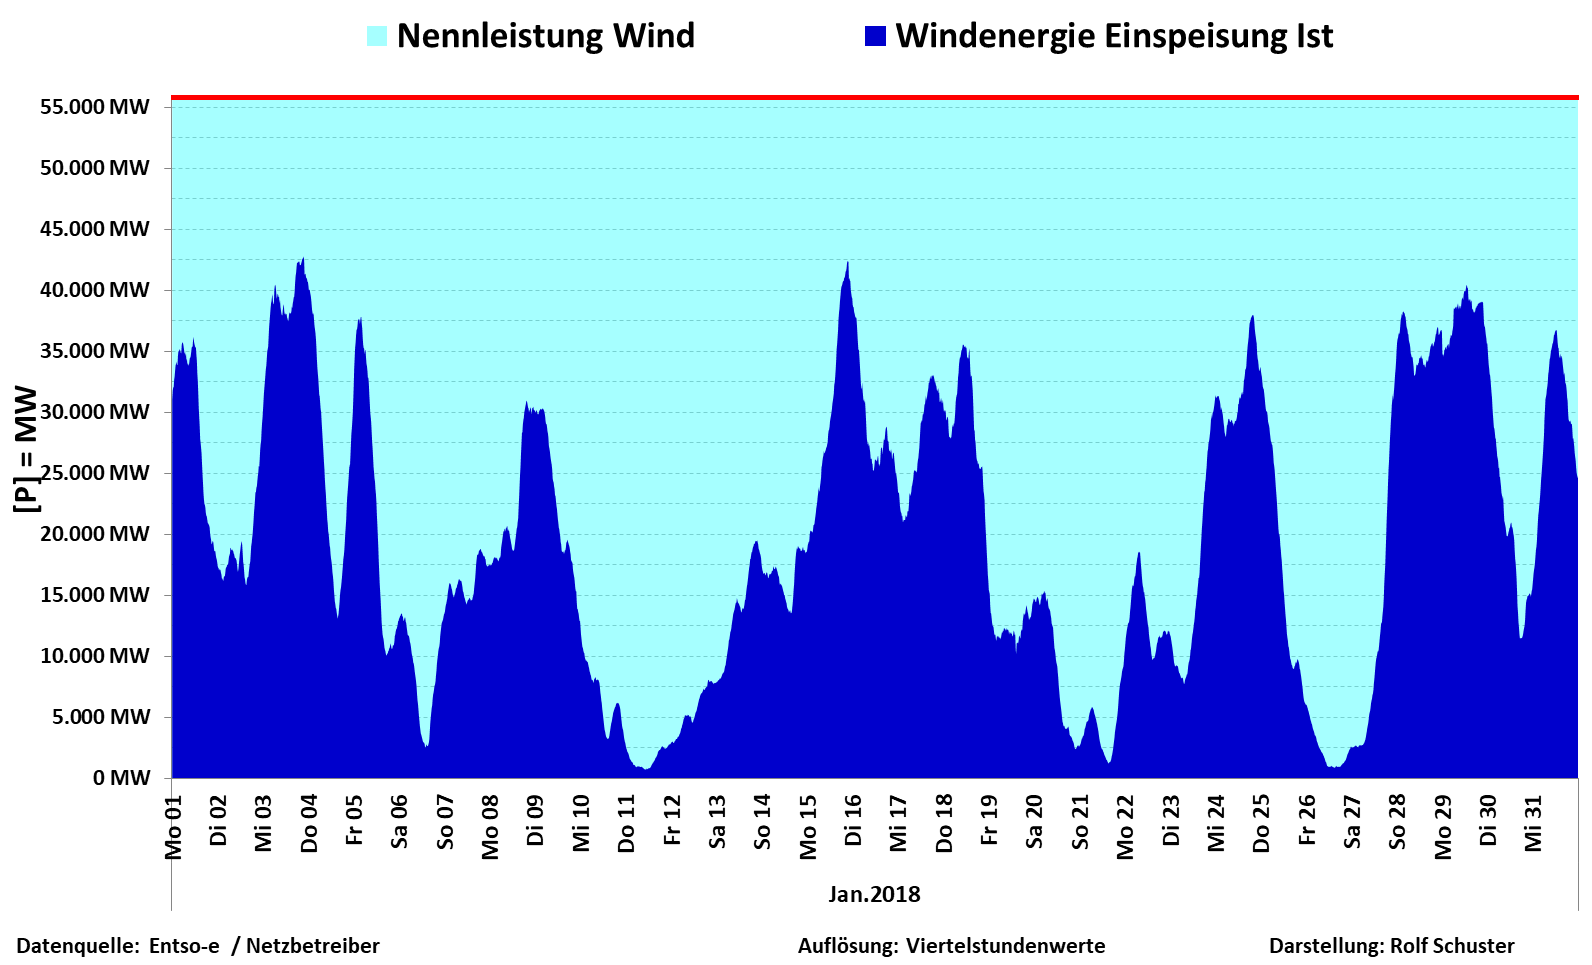 Nennleistung Wind Windenergie Einspeisung Ist
[P] = MW
55.000 MW
50.000 MW
45.000 MW
40.000 MW
35.000 MW
30.000 MW
25.000 MW
20.000 MW
15.000 MW
10.000 MW
5.000 MW
0 MW
Mo 01
Di 02
Mi 03
Do 04
Fr 05
Sa 06
So 07
Mo 08
Di 09
Mi 10
Do 11
Fr 12
Sa 13
So 14
Mo 15
Di 16
Mi 17
Do 18
Fr 19
Sa 20
So 21
Mo 22
Di 23
Mi 24
Do 25
Fr 26
Sa 27
So 28
Mo 29
Di 30
Mi 31
Jan.2018
Datenquelle: Entso-e / Netzbetreiber Auflösung: Viertelstundenwerte Darstellung: Rolf Schuster